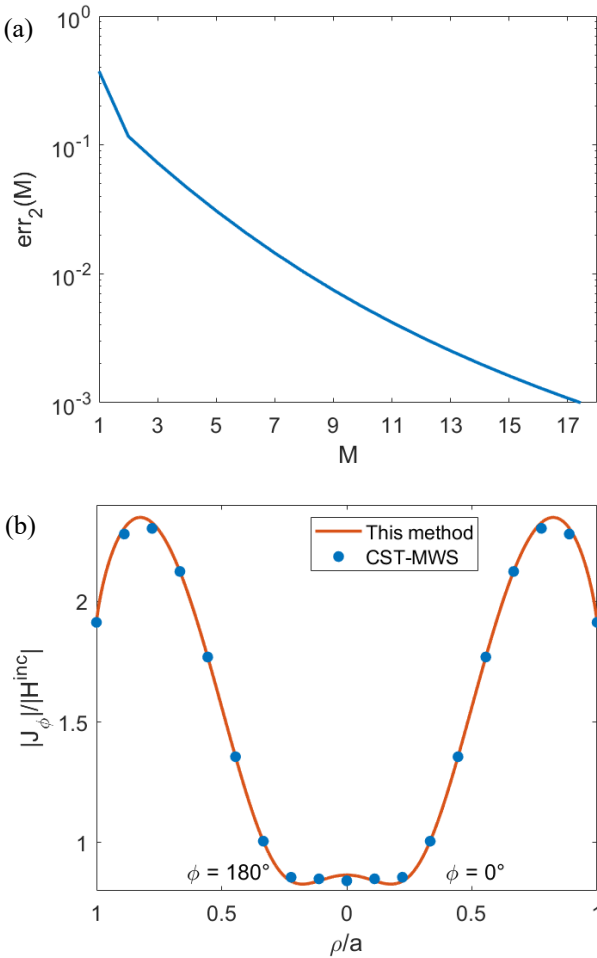 (a)
10^0
10^-1
10^-2
10^-3
err_2(M)
1 3 5 7 9 11 13 15 17
M
(b)
This method
CST-MWS
2
1.5
1
|J_ϕ|/|H^inc|
ϕ = 180° ϕ = 0°
1 0.5 0 0.5 1
ρ/a